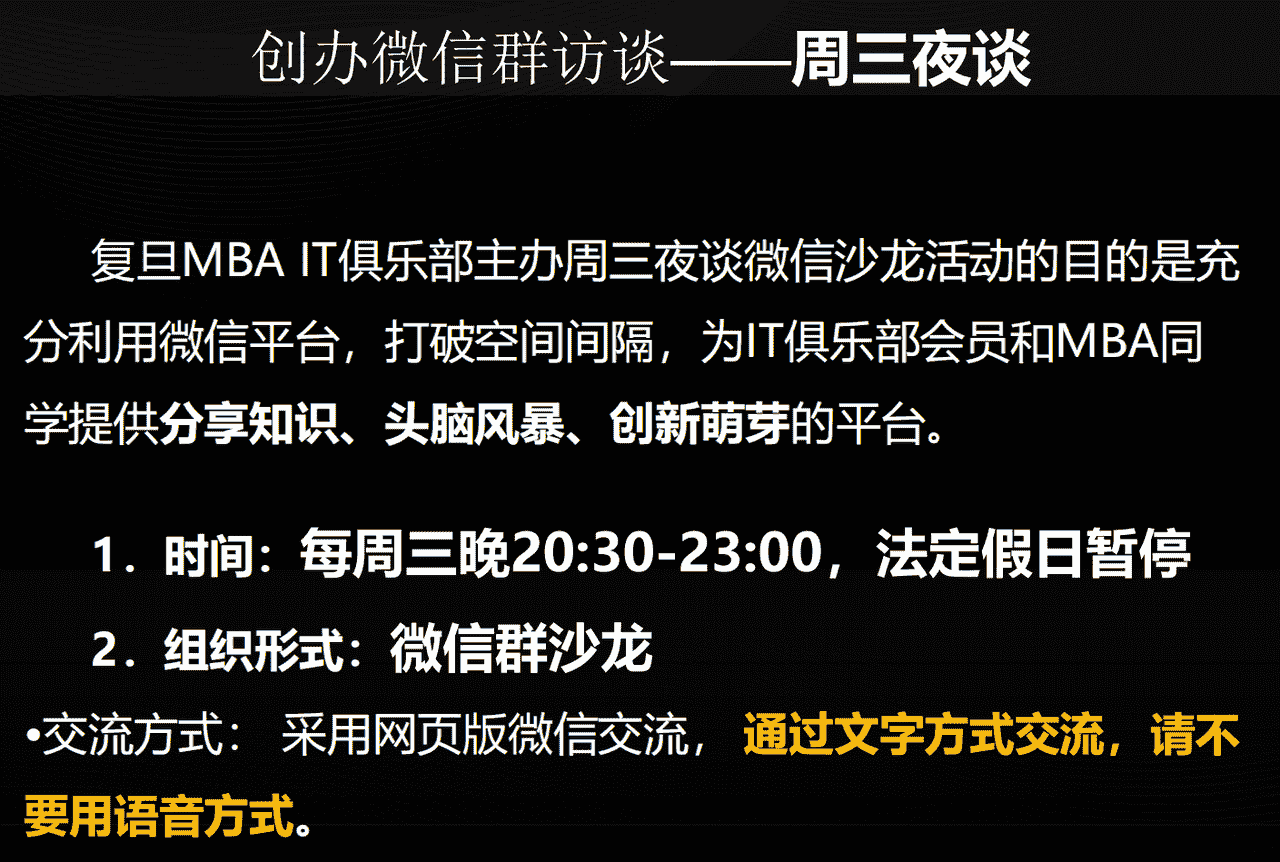 创办微信群访谈——周三夜谈
复旦MBA IT俱乐部主办周三夜谈微信沙龙活动的目的是充
分利用微信平台，打破空间间隔，为IT俱乐部会员和MBA同
学提供分享知识、头脑风暴、创新萌芽的平台。
1．时间：每周三晚20:30-23:00，法定假日暂停
2．组织形式：微信群沙龙
•交流方式： 采用网页版微信交流， 通过文字方式交流，请不
要用语音方式。